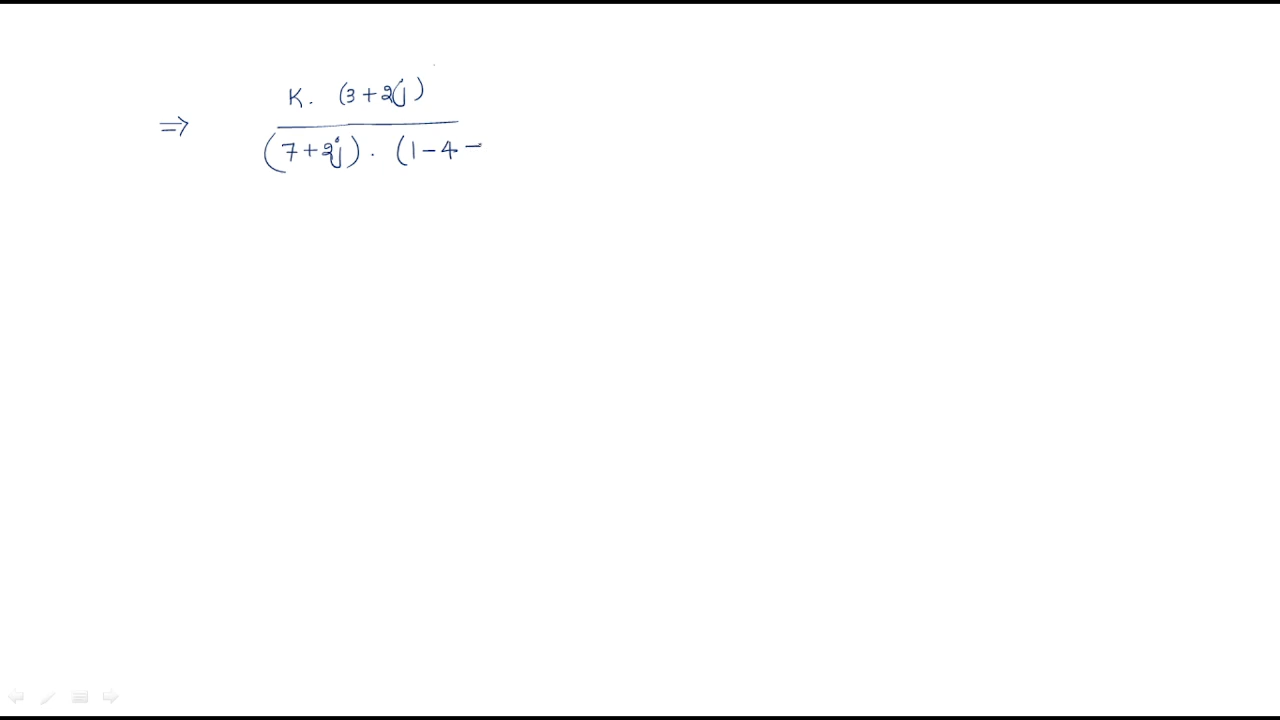 ⇒ K. (3+2j)
(7+2j) . (1-4-